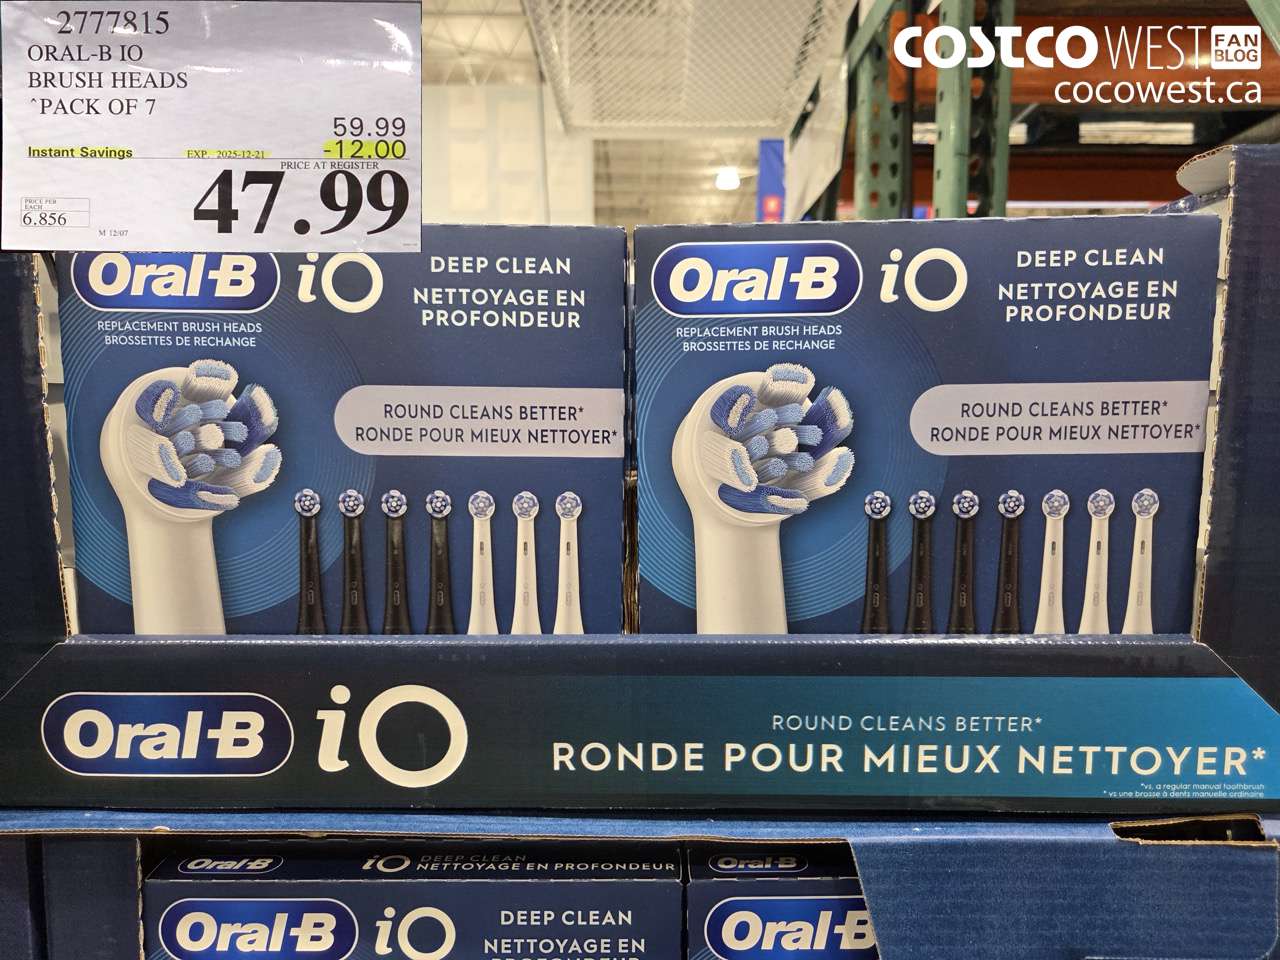 2777815
ORAL-B IO
BRUSH HEADS
^PACK OF 7
59.99
Instant Savings EXP. 2025-12-21 -12.00
PRICE AT REGISTER
47.99
PRICE PER
EACH
6.856
M 12/07
COSTCO WEST FAN BLOG
cocowest.ca
Oral-B iO
DEEP CLEAN
NETTOYAGE EN
PROFONDEUR
REPLACEMENT BRUSH HEADS
BROSSETTES DE RECHANGE
ROUND CLEANS BETTER*
RONDE POUR MIEUX NETTOYER*
Oral-B iO
DEEP CLEAN
NETTOYAGE EN
PROFONDEUR
REPLACEMENT BRUSH HEADS
BROSSETTES DE RECHANGE
ROUND CLEANS BETTER*
RONDE POUR MIEUX NETTOYER*
Oral-B iO
ROUND CLEANS BETTER*
RONDE POUR MIEUX NETTOYER*
*vs. a regular manual toothbrush
* vs une brosse à dents manuelle ordinaire
Oral-B iO DEEP CLEAN
NETTOYAGE EN PROFONDEUR
Oral-B
Oral-B iO
DEEP CLEAN
NETTOYAGE EN
PROFONDEUR
Oral-B